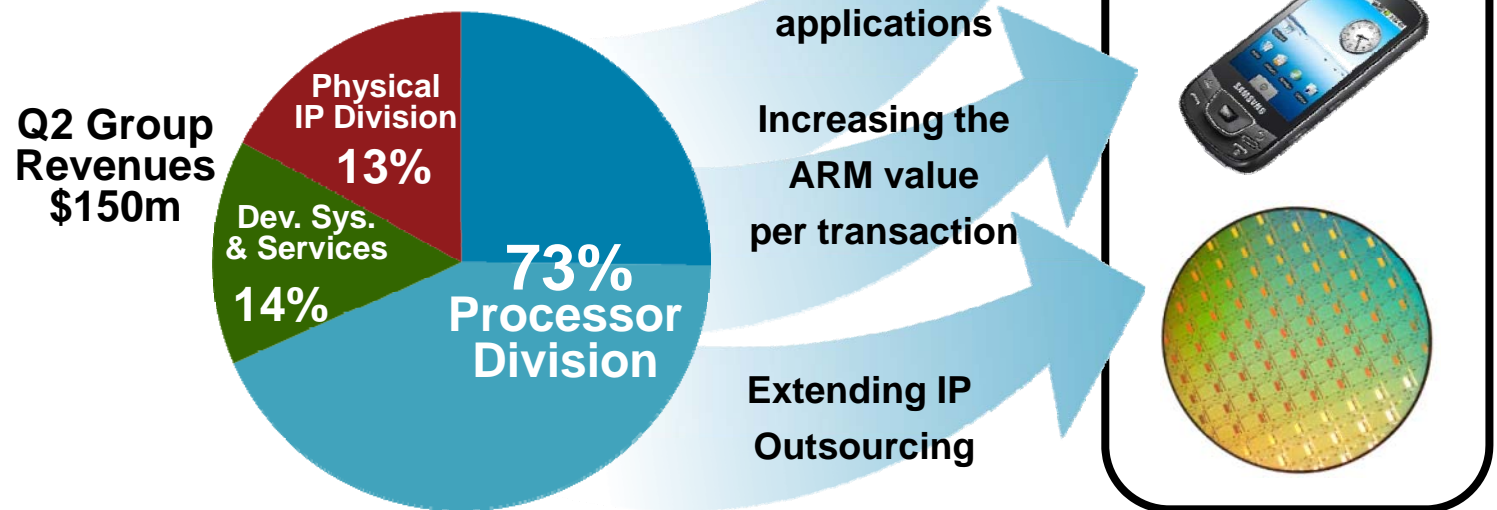 applications
Physical
IP Division
13%
Q2 Group
Revenues
$150m
Dev. Sys.
& Services
14%
73%
Processor
Division
Increasing the
ARM value
per transaction
Extending IP
Outsourcing
SAMSUNG